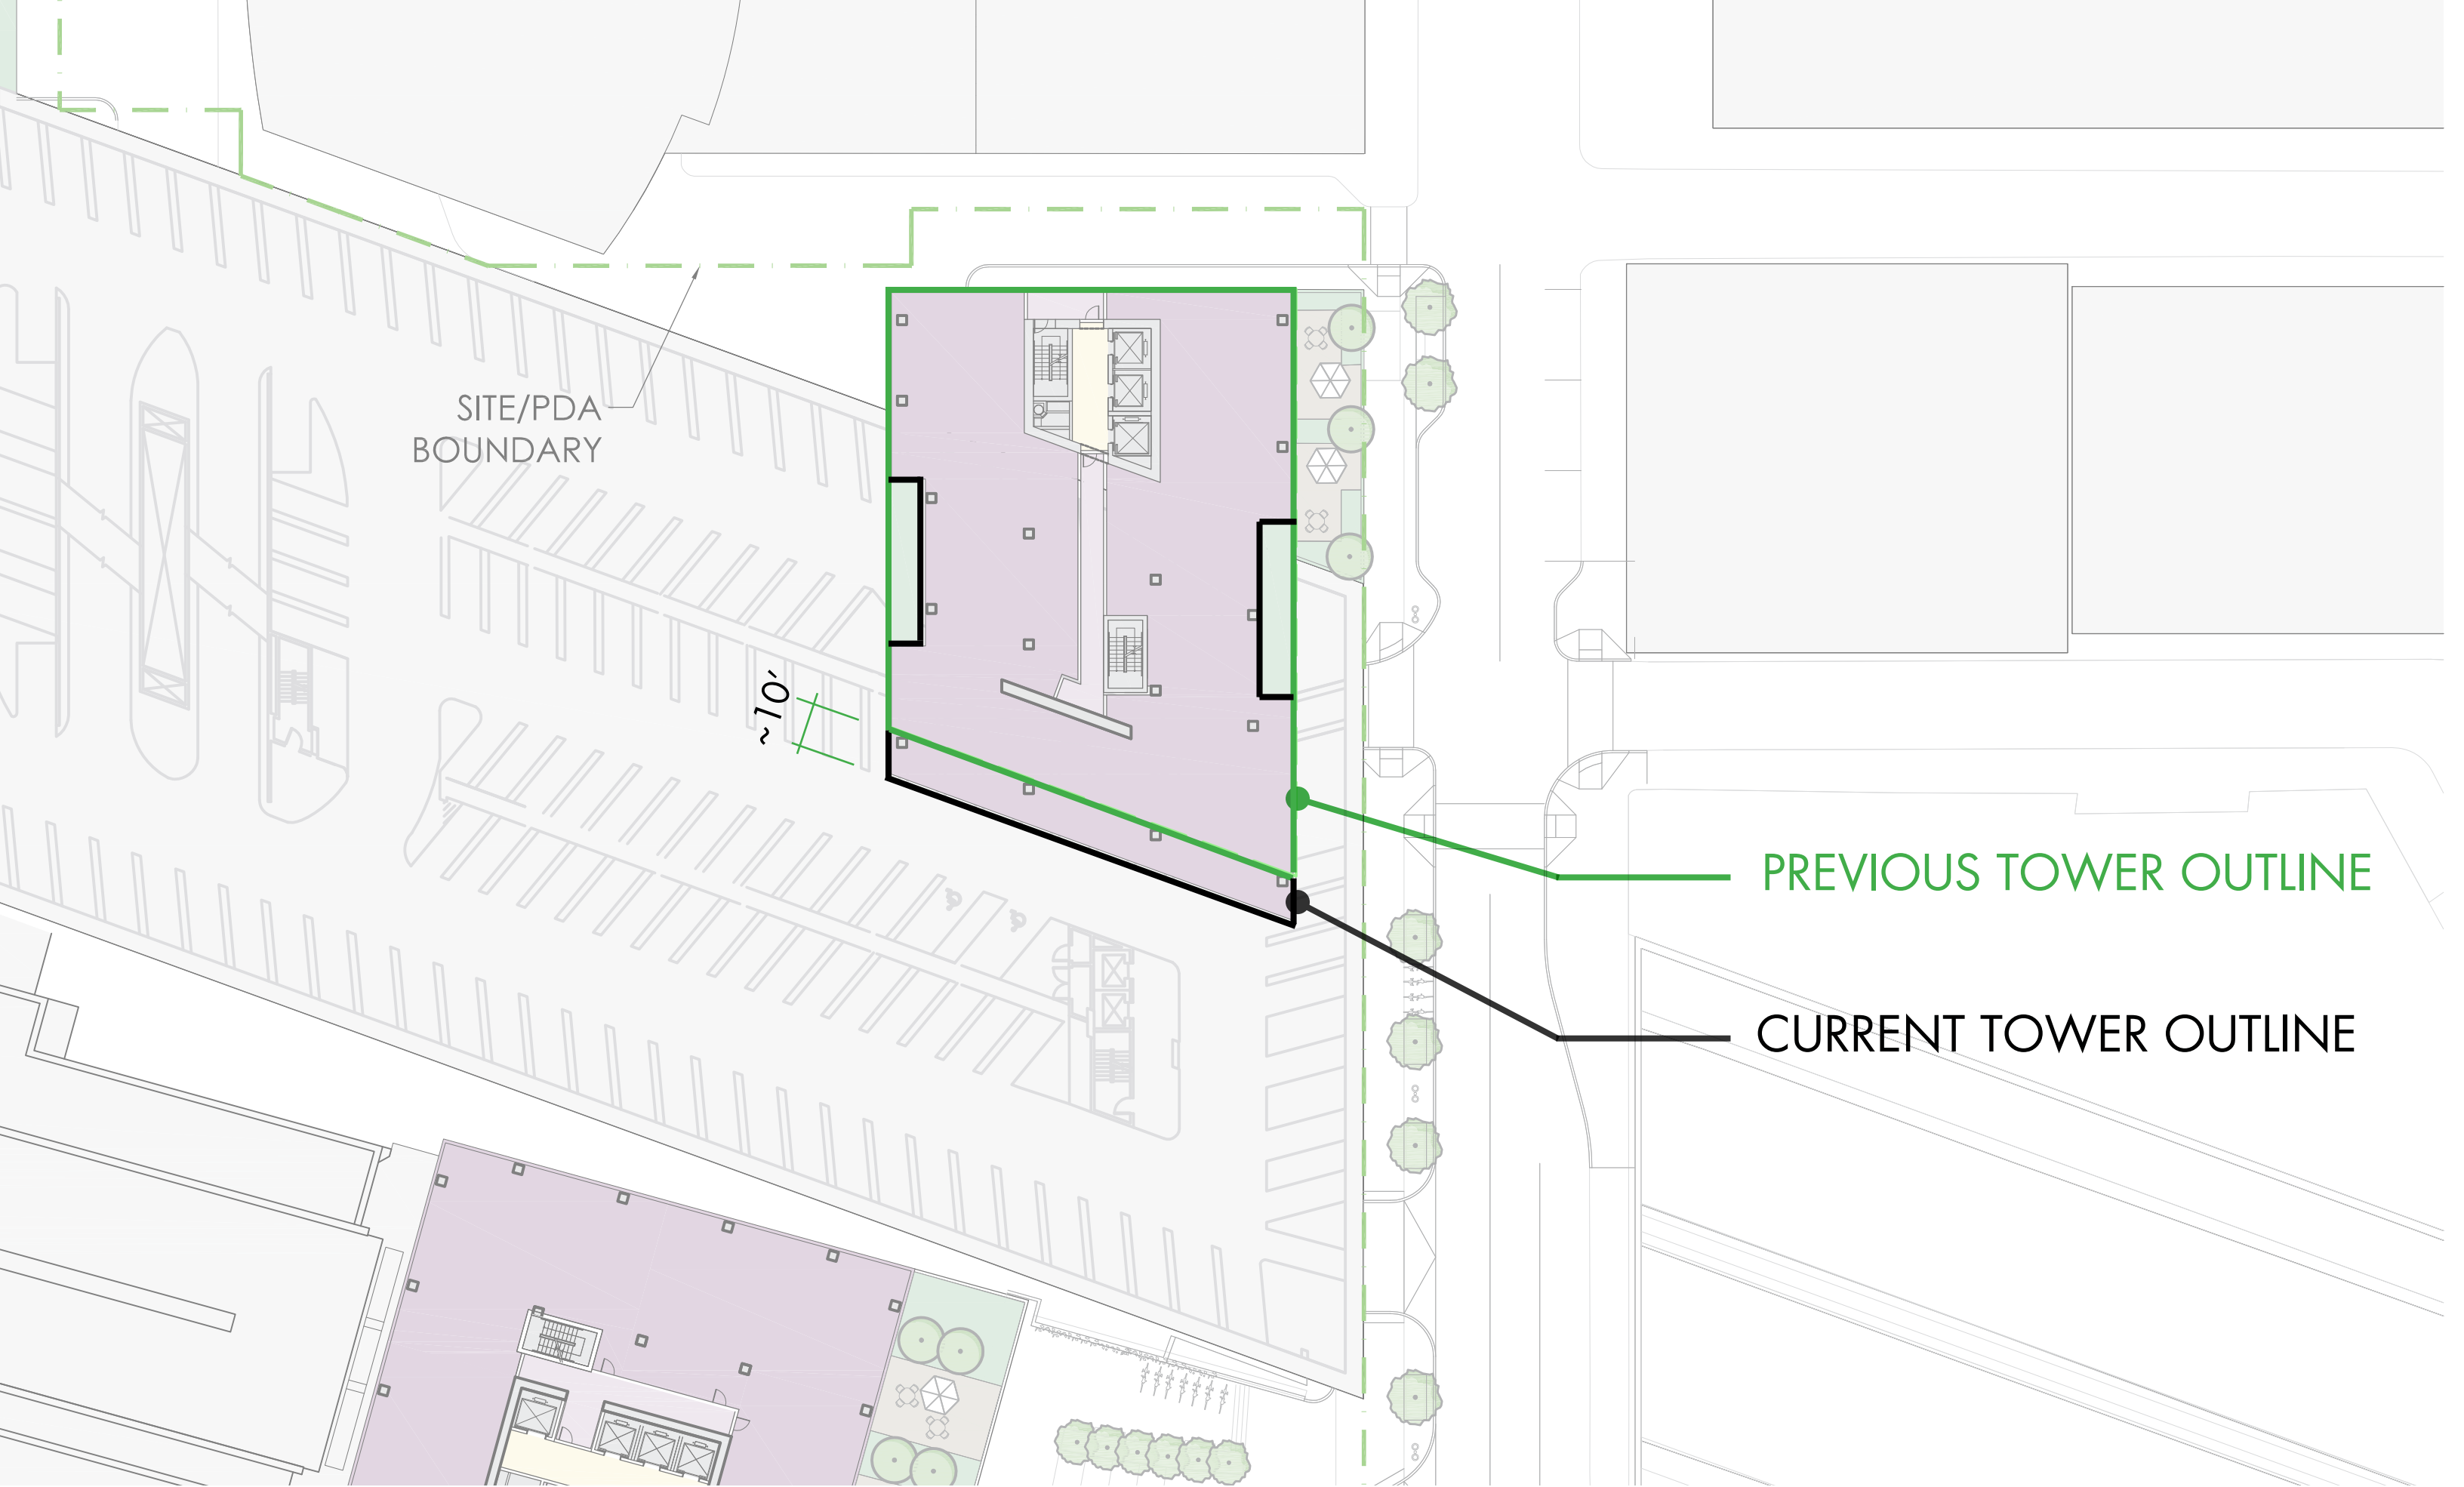 SITE/PDA
BOUNDARY
~10'
PREVIOUS TOWER OUTLINE
CURRENT TOWER OUTLINE